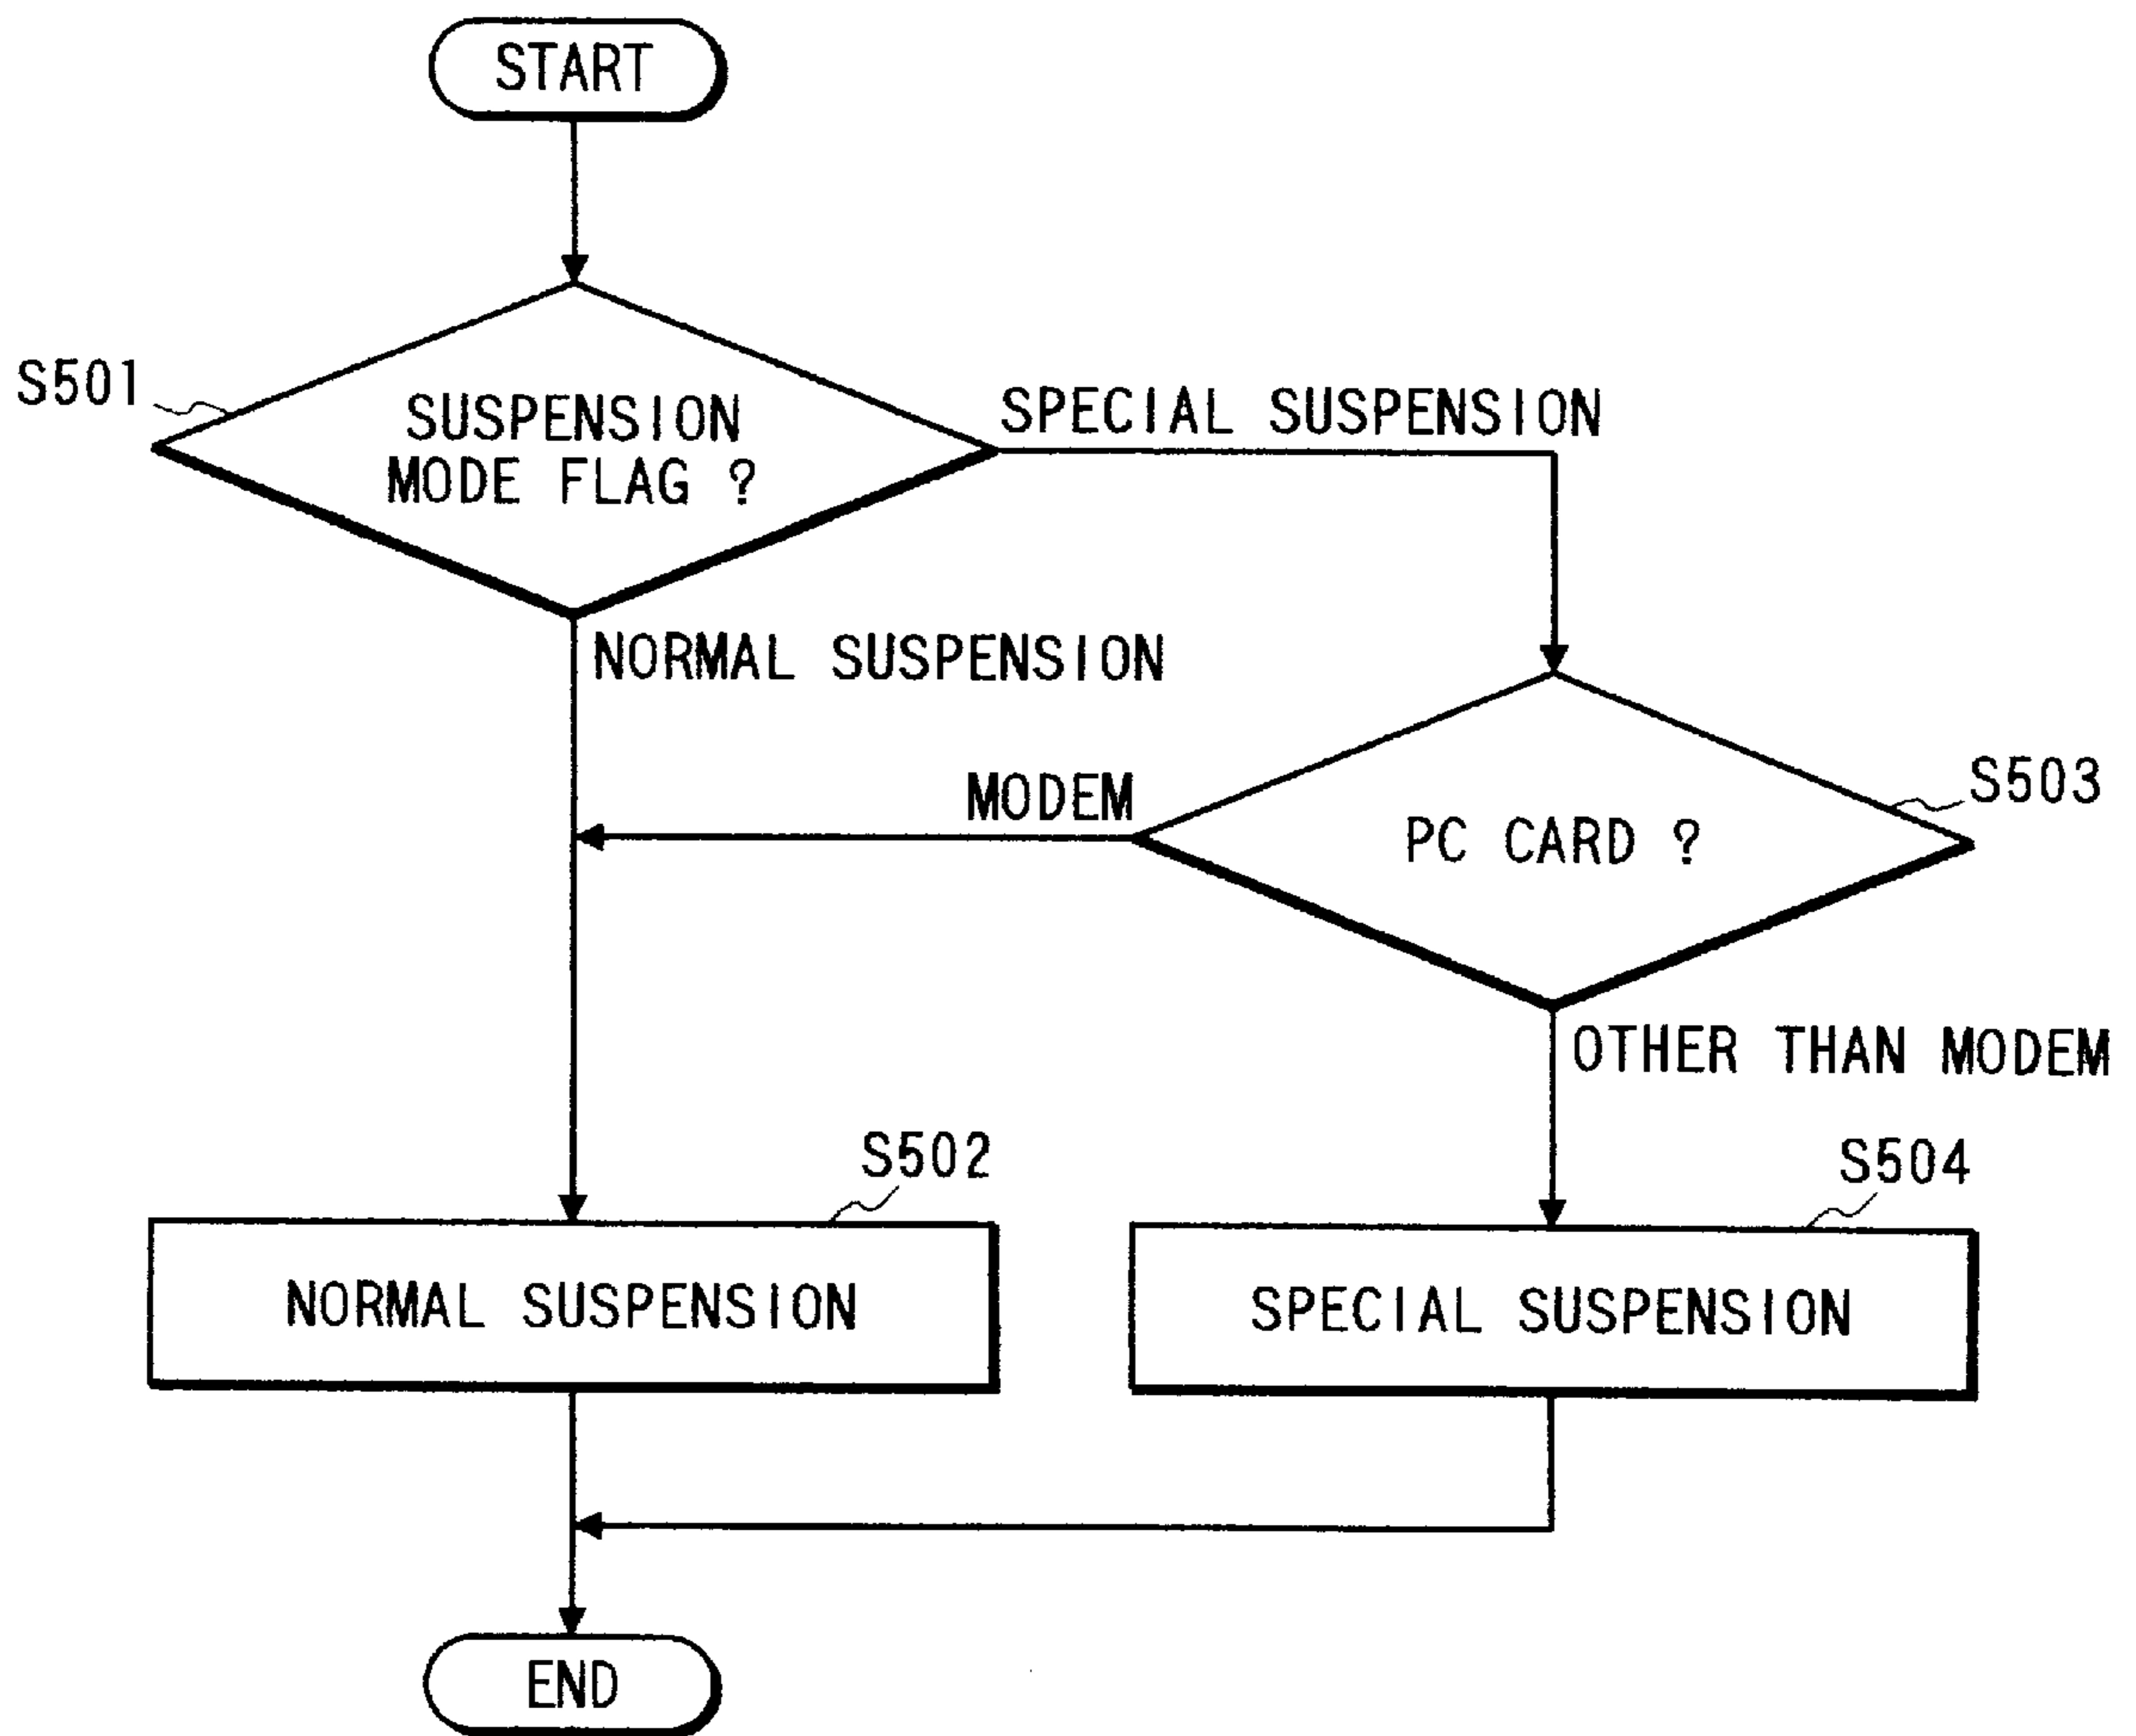 START
S501
SUSPENSION
MODE FLAG ?
SPECIAL SUSPENSION
NORMAL SUSPENSION
MODEM
S503
PC CARD ?
OTHER THAN MODEM
S502
S504
NORMAL SUSPENSION
SPECIAL SUSPENSION
END